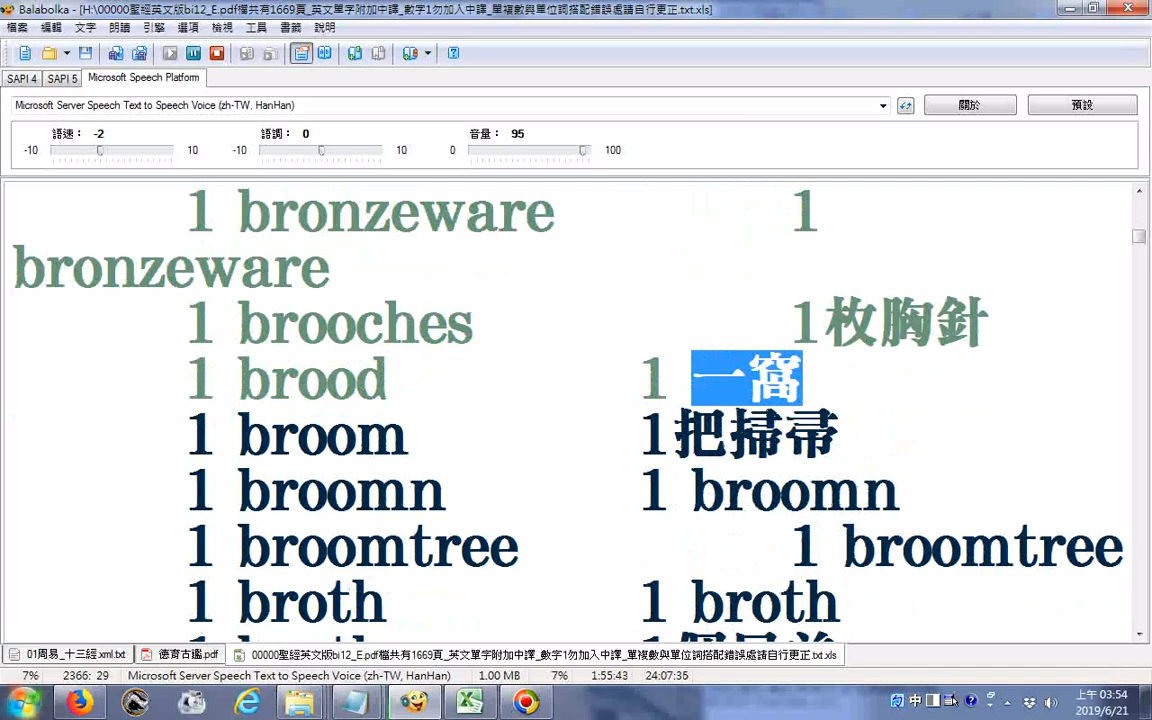 Balabolka - [H:\00000聖經英文版bi12_E.pdf檔共有1669頁_英文單字附加中譯_數字1勿加入中譯_單複數與單位詞搭配錯誤處請自行更正.txt.xls]
檔案 編輯 文字 朗讀 引擎 選項 檢視 工具 書籤 說明
SAPI 4 SAPI 5 Microsoft Speech Platform
Microsoft Server Speech Text to Speech Voice (zh-TW, HanHan) 關於 預設
語速： -2 語調： 0 音量： 95
-10 10 -10 10 0 100
1 bronzeware 1
bronzeware
1 brooches 1枚胸針
1 brood 1 一窩
1 broom 1把掃帚
1 broomn 1 broomn
1 broomtree 1 broomtree
1 broth 1 broth
01周易_十三經.xml.txt 德育古鑑.pdf 00000聖經英文版bi12_E.pdf檔共有1669頁_英文單字附加中譯_數字1勿加入中譯_單複數與單位詞搭配錯誤處請自行更正.txt.xls
7% 2366: 29 Microsoft Server Speech Text to Speech Voice (zh-TW, HanHan) 1.00 MB 7% 1:55:43 24:07:35
中 上午 03:54
2019/6/21